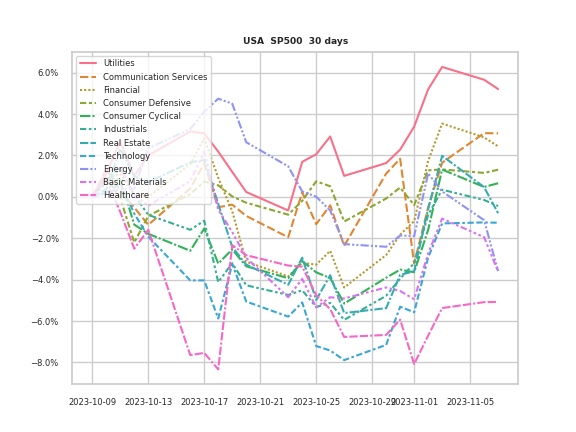 USA SP500 30 days
6.0%
4.0%
2.0%
0.0%
−2.0%
−4.0%
−6.0%
−8.0%
Utilities
Communication Services
Financial
Consumer Defensive
Consumer Cyclical
Industrials
Real Estate
Technology
Energy
Basic Materials
Healthcare
2023-10-09 2023-10-13 2023-10-17 2023-10-21 2023-10-25 2023-10-29 2023-11-01 2023-11-05